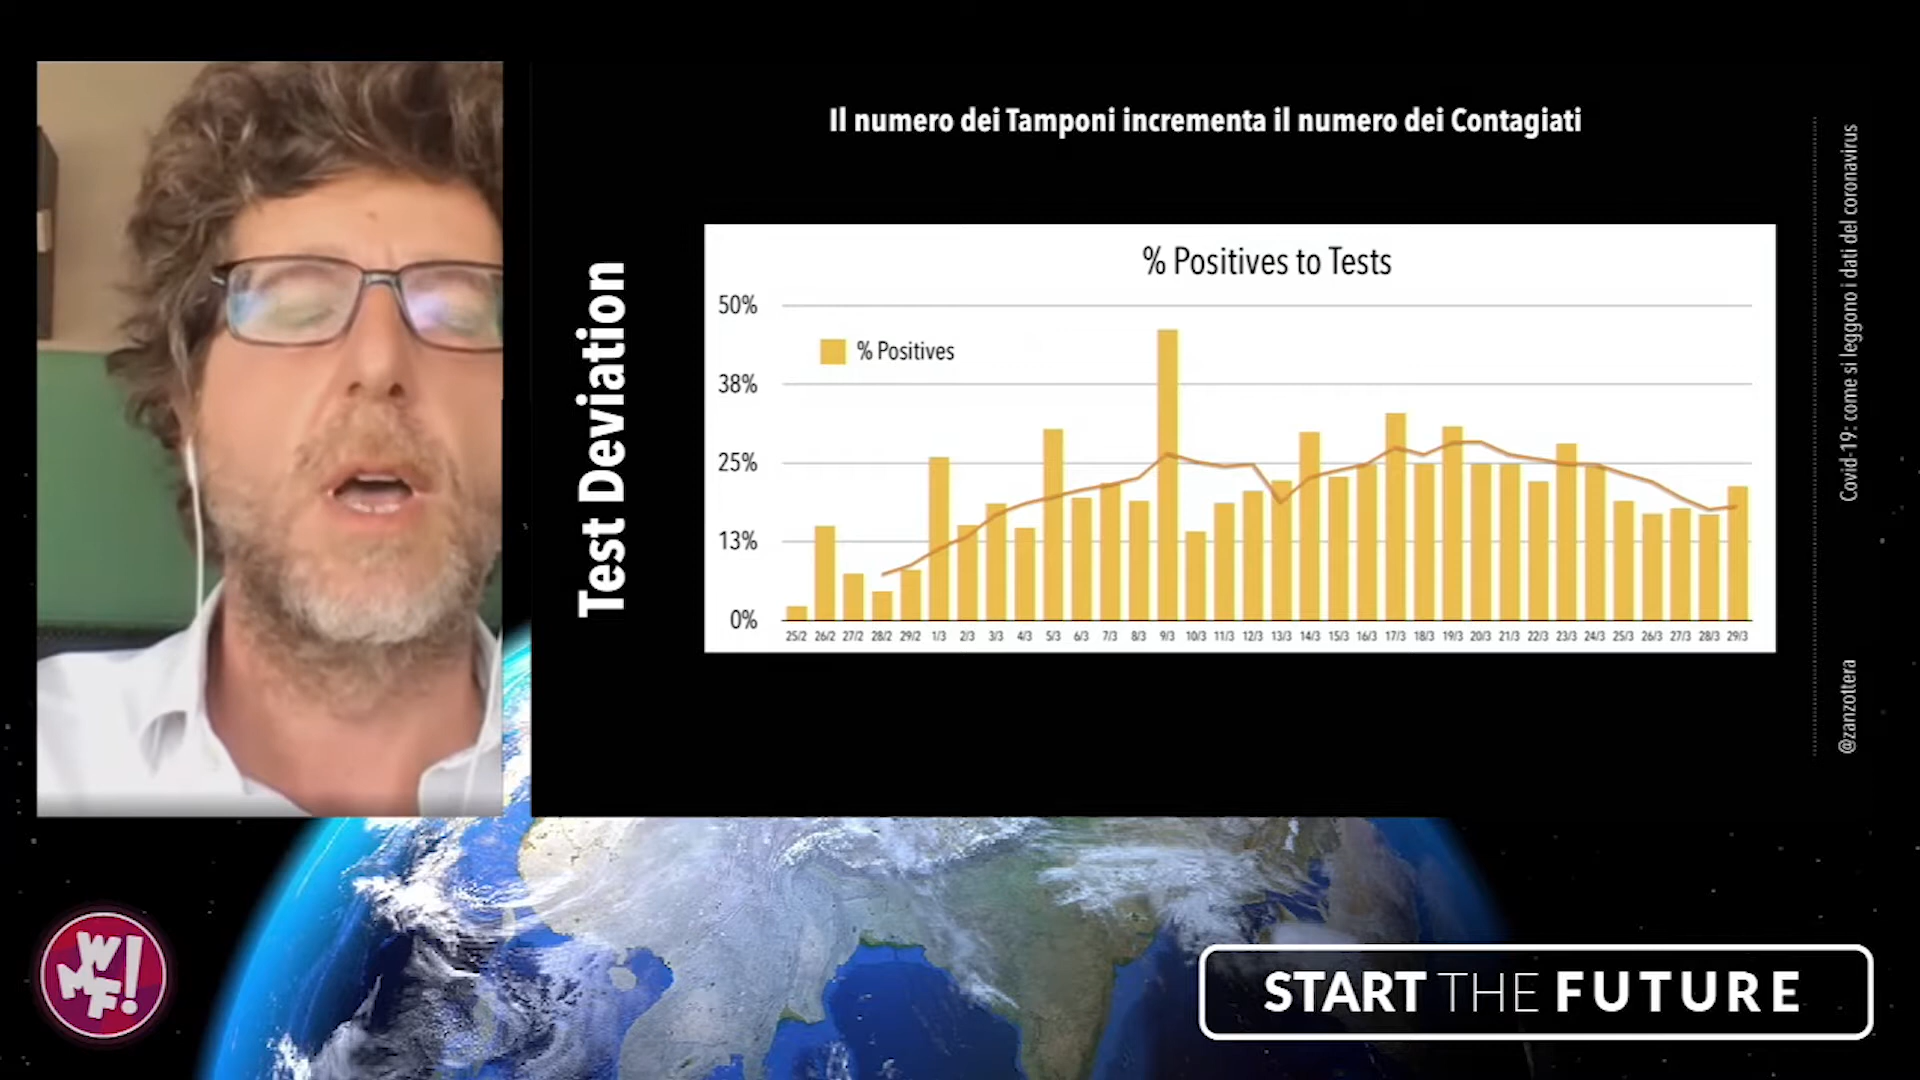 Il numero dei Tamponi incrementa il numero dei Contagiati
Test Deviation
% Positives to Tests
50%
% Positives
38%
25%
13%
0%
25/2 26/2 27/2 28/2 29/2 1/3 2/3 3/3 4/3 5/3 6/3 7/3 8/3 9/3 10/3 11/3 12/3 13/3 14/3 15/3 16/3 17/3 18/3 19/3 20/3 21/3 22/3 23/3 24/3 25/3 26/3 27/3 28/3 29/3
Covid-19: come si leggono i dati del coronavirus
@zanzottera
WMF!
START THE FUTURE